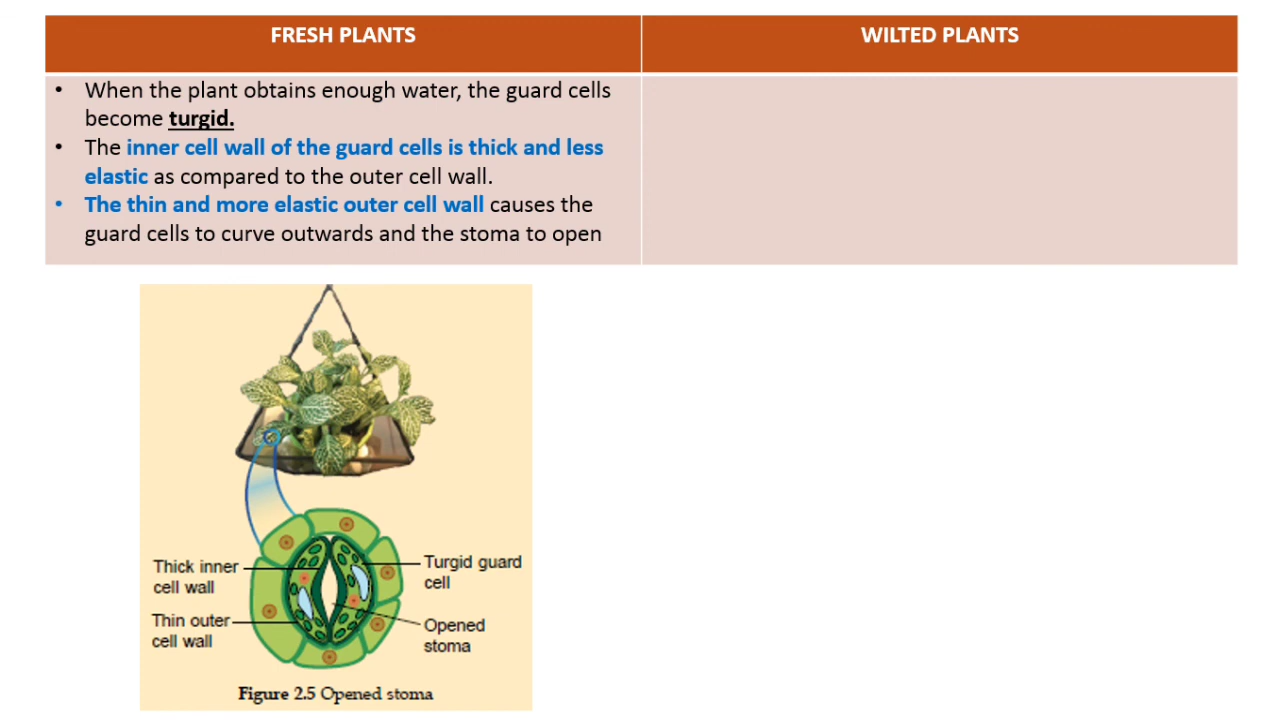 FRESH PLANTS
WILTED PLANTS
• When the plant obtains enough water, the guard cells
become turgid.
• The inner cell wall of the guard cells is thick and less
elastic as compared to the outer cell wall.
• The thin and more elastic outer cell wall causes the
guard cells to curve outwards and the stoma to open
Thick inner
cell wall
Thin outer
cell wall
Turgid guard
cell
Opened
stoma
Figure 2.5 Opened stoma